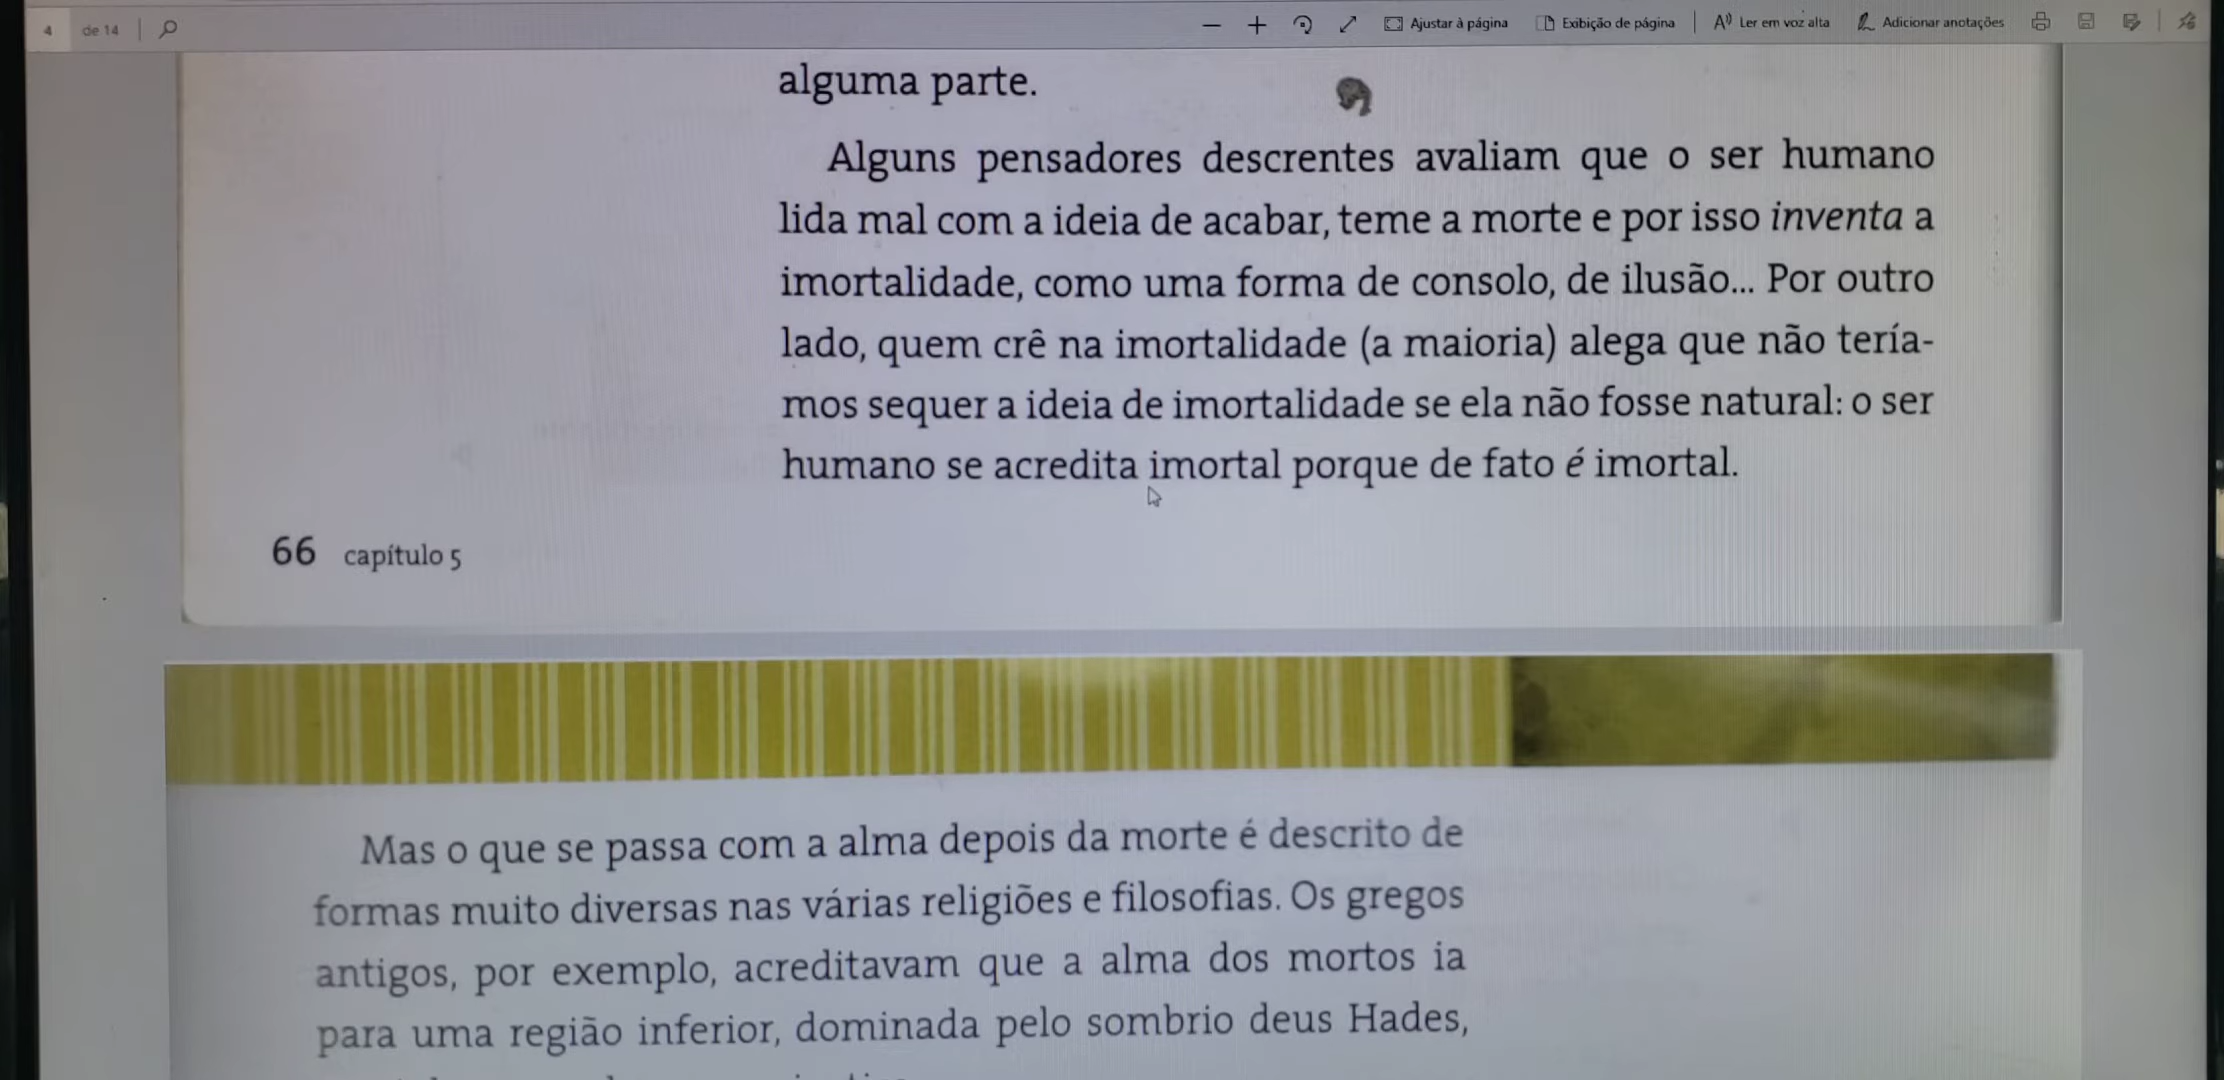 4 de 14 Ajustar à página Exibição de página Ler em voz alta Adicionar anotações
alguma parte.
Alguns pensadores descrentes avaliam que o ser humano
lida mal com a ideia de acabar, teme a morte e por isso inventa a
imortalidade, como uma forma de consolo, de ilusão... Por outro
lado, quem crê na imortalidade (a maioria) alega que não tería-
mos sequer a ideia de imortalidade se ela não fosse natural: o ser
humano se acredita imortal porque de fato é imortal.
66 capítulo 5
Mas o que se passa com a alma depois da morte é descrito de
formas muito diversas nas várias religiões e filosofias. Os gregos
antigos, por exemplo, acreditavam que a alma dos mortos ia
para uma região inferior, dominada pelo sombrio deus Hades,